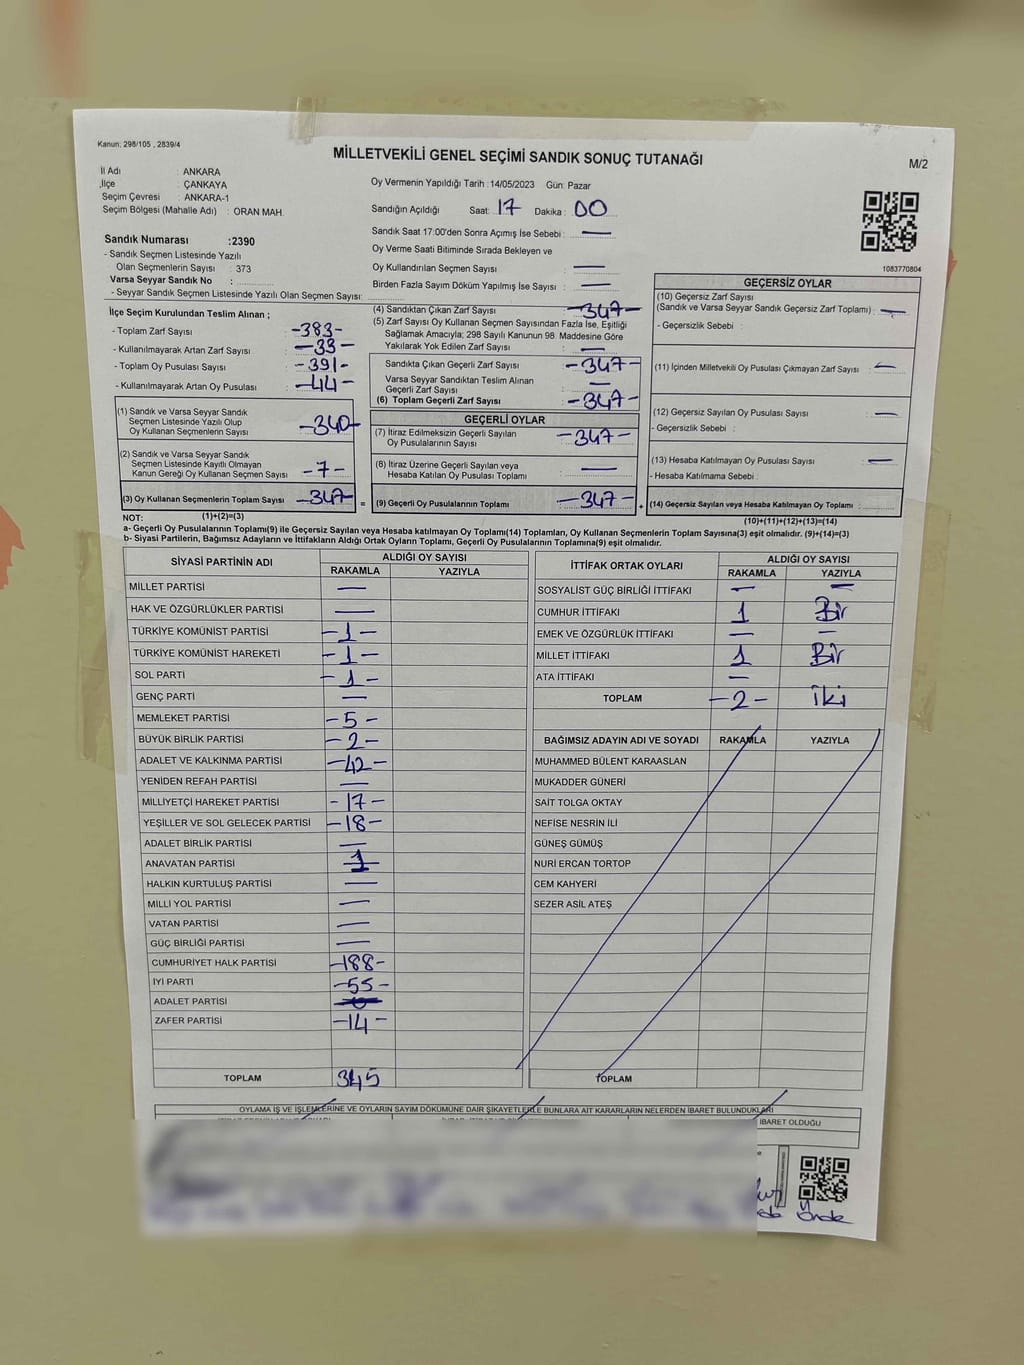 Kanun: 298/105 , 2839/4
MİLLETVEKİLİ GENEL SEÇİMİ SANDIK SONUÇ TUTANAĞI
M/2
İl Adı : ANKARA
İlçe : ÇANKAYA
Seçim Çevresi : ANKARA-1
Seçim Bölgesi (Mahalle Adı) : ORAN MAH.
Sandık Numarası :2390
- Sandık Seçmen Listesinde Yazılı
Olan Seçmenlerin Sayısı : 373
Varsa Seyyar Sandık No :
- Seyyar Sandık Seçmen Listesinde Yazılı Olan Seçmen Sayısı:
Oy Vermenin Yapıldığı Tarih :14/05/2023 Gün: Pazar
Sandığın Açıldığı Saat: 17 Dakika : 00
Sandık Saat 17:00'den Sonra Açımış İse Sebebi : —
Oy Verme Saati Bitiminde Sırada Bekleyen ve
Oy Kullandırılan Seçmen Sayısı : —
Birden Fazla Sayım Döküm Yapılmış İse Sayısı : —
1083770804
İlçe Seçim Kurulundan Teslim Alınan ;
- Toplam Zarf Sayısı : -383-
- Kullanılmayarak Artan Zarf Sayısı : -33-
- Toplam Oy Pusulası Sayısı : -391-
- Kullanılmayarak Artan Oy Pusulası : -44-
(1) Sandık ve Varsa Seyyar Sandık
Seçmen Listesinde Yazılı Olup
Oy Kullanan Seçmenlerin Sayısı -340-
(2) Sandık ve Varsa Seyyar Sandık
Seçmen Listesinde Kayıtlı Olmayan
Kanun Gereği Oy Kullanan Seçmen Sayısı -7-
(3) Oy Kullanan Seçmenlerin Toplam Sayısı -347- =
(1)+(2)=(3)
(4) Sandıktan Çıkan Zarf Sayısı : -347-
(5) Zarf Sayısı Oy Kullanan Seçmen Sayısından Fazla İse, Eşitliği
Sağlamak Amacıyla; 298 Sayılı Kanunun 98. Maddesine Göre
Yakılarak Yok Edilen Zarf Sayısı : —
Sandıkta Çıkan Geçerli Zarf Sayısı : -347-
Varsa Seyyar Sandıktan Teslim Alınan
Geçerli Zarf Sayısı : —
(6) Toplam Geçerli Zarf Sayısı : -347-
GEÇERLİ OYLAR
(7) İtiraz Edilmeksizin Geçerli Sayılan
Oy Pusulalarının Sayısı : -347-
(8) İtiraz Üzerine Geçerli Sayılan veya
Hesaba Katılan Oy Pusulası Toplamı : —
(9) Geçerli Oy Pusulalarının Toplamı : -347- +
GEÇERSİZ OYLAR
(10) Geçersiz Zarf Sayısı
(Sandık ve Varsa Seyyar Sandık Geçersiz Zarf Toplamı) : —
- Geçersizlik Sebebi :
(11) İçinden Milletvekili Oy Pusulası Çıkmayan Zarf Sayısı : —
(12) Geçersiz Sayılan Oy Pusulası Sayısı : —
- Geçersizlik Sebebi :
(13) Hesaba Katılmayan Oy Pusulası Sayısı : —
- Hesaba Katılmama Sebebi :
(14) Geçersiz Sayılan veya Hesaba Katılmayan Oy Toplamı :
(10)+(11)+(12)+(13)=(14)
NOT:
a- Geçerli Oy Pusulalarının Toplamı(9) ile Geçersiz Sayılan veya Hesaba katılmayan Oy Toplamı(14) Toplamları, Oy Kullanan Seçmenlerin Toplam Sayısına(3) eşit olmalıdır. (9)+(14)=(3)
b- Siyasi Partilerin, Bağımsız Adayların ve İttifakların Aldığı Ortak Oyların Toplamı, Geçerli Oy Pusulalarının Toplamına(9) eşit olmalıdır.
SİYASİ PARTİNİN ADI ALDIĞI OY SAYISI
RAKAMLA YAZIYLA
MİLLET PARTİSİ —
HAK VE ÖZGÜRLÜKLER PARTİSİ —
TÜRKİYE KOMÜNİST PARTİSİ -1-
TÜRKİYE KOMÜNİST HAREKETİ -1-
SOL PARTİ -1-
GENÇ PARTİ —
MEMLEKET PARTİSİ -5-
BÜYÜK BİRLİK PARTİSİ -2-
ADALET VE KALKINMA PARTİSİ -42-
YENİDEN REFAH PARTİSİ —
MİLLİYETÇİ HAREKET PARTİSİ -17-
YEŞİLLER VE SOL GELECEK PARTİSİ -18-
ADALET BİRLİK PARTİSİ —
ANAVATAN PARTİSİ 1
HALKIN KURTULUŞ PARTİSİ —
MİLLİ YOL PARTİSİ —
VATAN PARTİSİ —
GÜÇ BİRLİĞİ PARTİSİ —
CUMHURİYET HALK PARTİSİ -188-
İYİ PARTİ -55-
ADALET PARTİSİ
ZAFER PARTİSİ -14-
TOPLAM 345
İTTİFAK ORTAK OYLARI ALDIĞI OY SAYISI
RAKAMLA YAZIYLA
SOSYALİST GÜÇ BİRLİĞİ İTTİFAKI — —
CUMHUR İTTİFAKI 1 Bir
EMEK VE ÖZGÜRLÜK İTTİFAKI — —
MİLLET İTTİFAKI 1 Bir
ATA İTTİFAKI —
TOPLAM -2- iki
BAĞIMSIZ ADAYIN ADI VE SOYADI RAKAMLA YAZIYLA
MUHAMMED BÜLENT KARAASLAN
MUKADDER GÜNERİ
SAİT TOLGA OKTAY
NEFİSE NESRİN İLİ
GÜNEŞ GÜMÜŞ
NURİ ERCAN TORTOP
CEM KAHYERİ
SEZER ASİL ATEŞ
TOPLAM
OYLAMA İŞ VE İŞLEMLERİNE VE OYLARIN SAYIM DÖKÜMÜNE DAİR ŞİKAYETLERLE BUNLARA AİT KARARLARIN NELERDEN İBARET BULUNDUKLARI
İBARET OLDUĞU